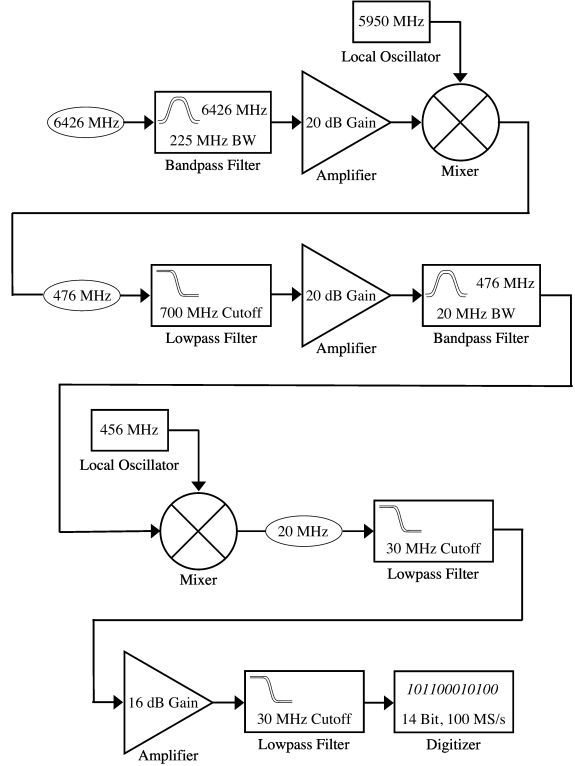 5950 MHz
Local Oscillator
6426 MHz
6426 MHz
225 MHz BW
Bandpass Filter
20 dB Gain
Amplifier
Mixer
476 MHz
700 MHz Cutoff
Lowpass Filter
20 dB Gain
Amplifier
476 MHz
20 MHz BW
Bandpass Filter
456 MHz
Local Oscillator
Mixer
20 MHz
30 MHz Cutoff
Lowpass Filter
16 dB Gain
Amplifier
30 MHz Cutoff
Lowpass Filter
101100010100
14 Bit, 100 MS/s
Digitizer